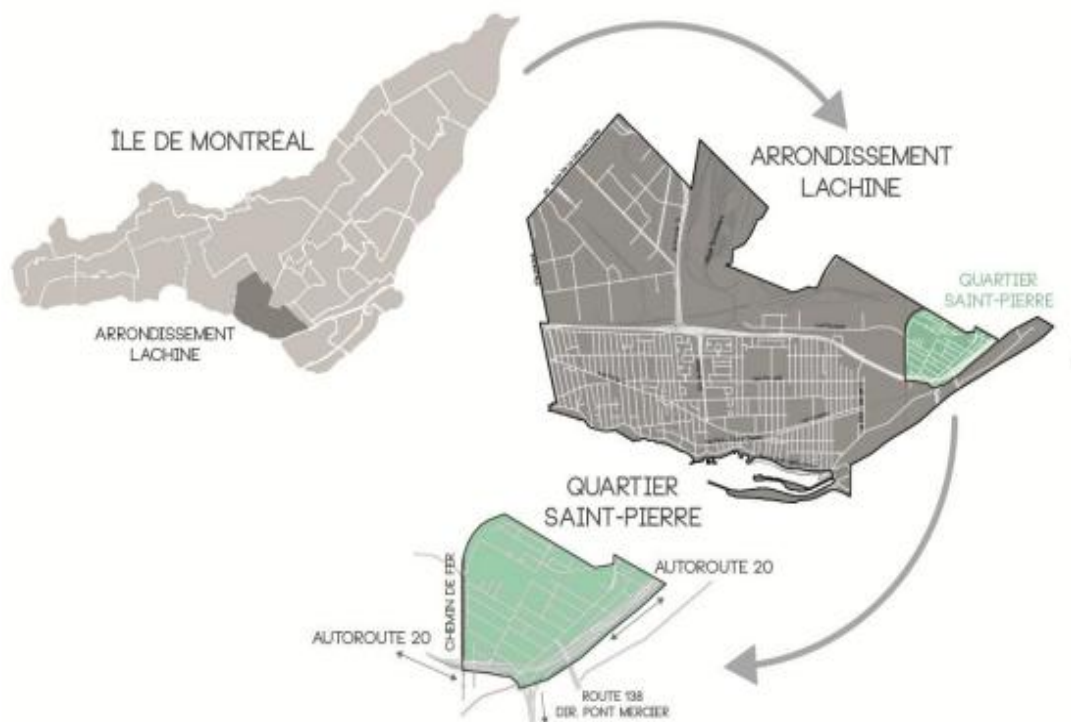 ÎLE DE MONTRÉAL
ARRONDISSEMENT
LACHINE
ARRONDISSEMENT
LACHINE
QUARTIER
SAINT-PIERRE
QUARTIER
SAINT-PIERRE
CHEMIN DE FER
AUTOROUTE 20
AUTOROUTE 20
ROUTE 138
DIR. PONT MERCIER